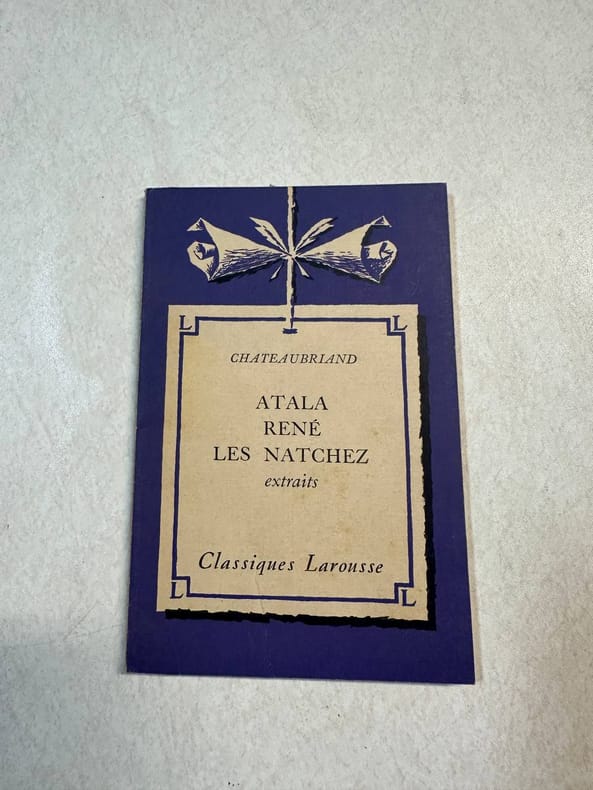 L L
CHATEAUBRIAND
ATALA
RENÉ
LES NATCHEZ
extraits
Classiques Larousse
L L